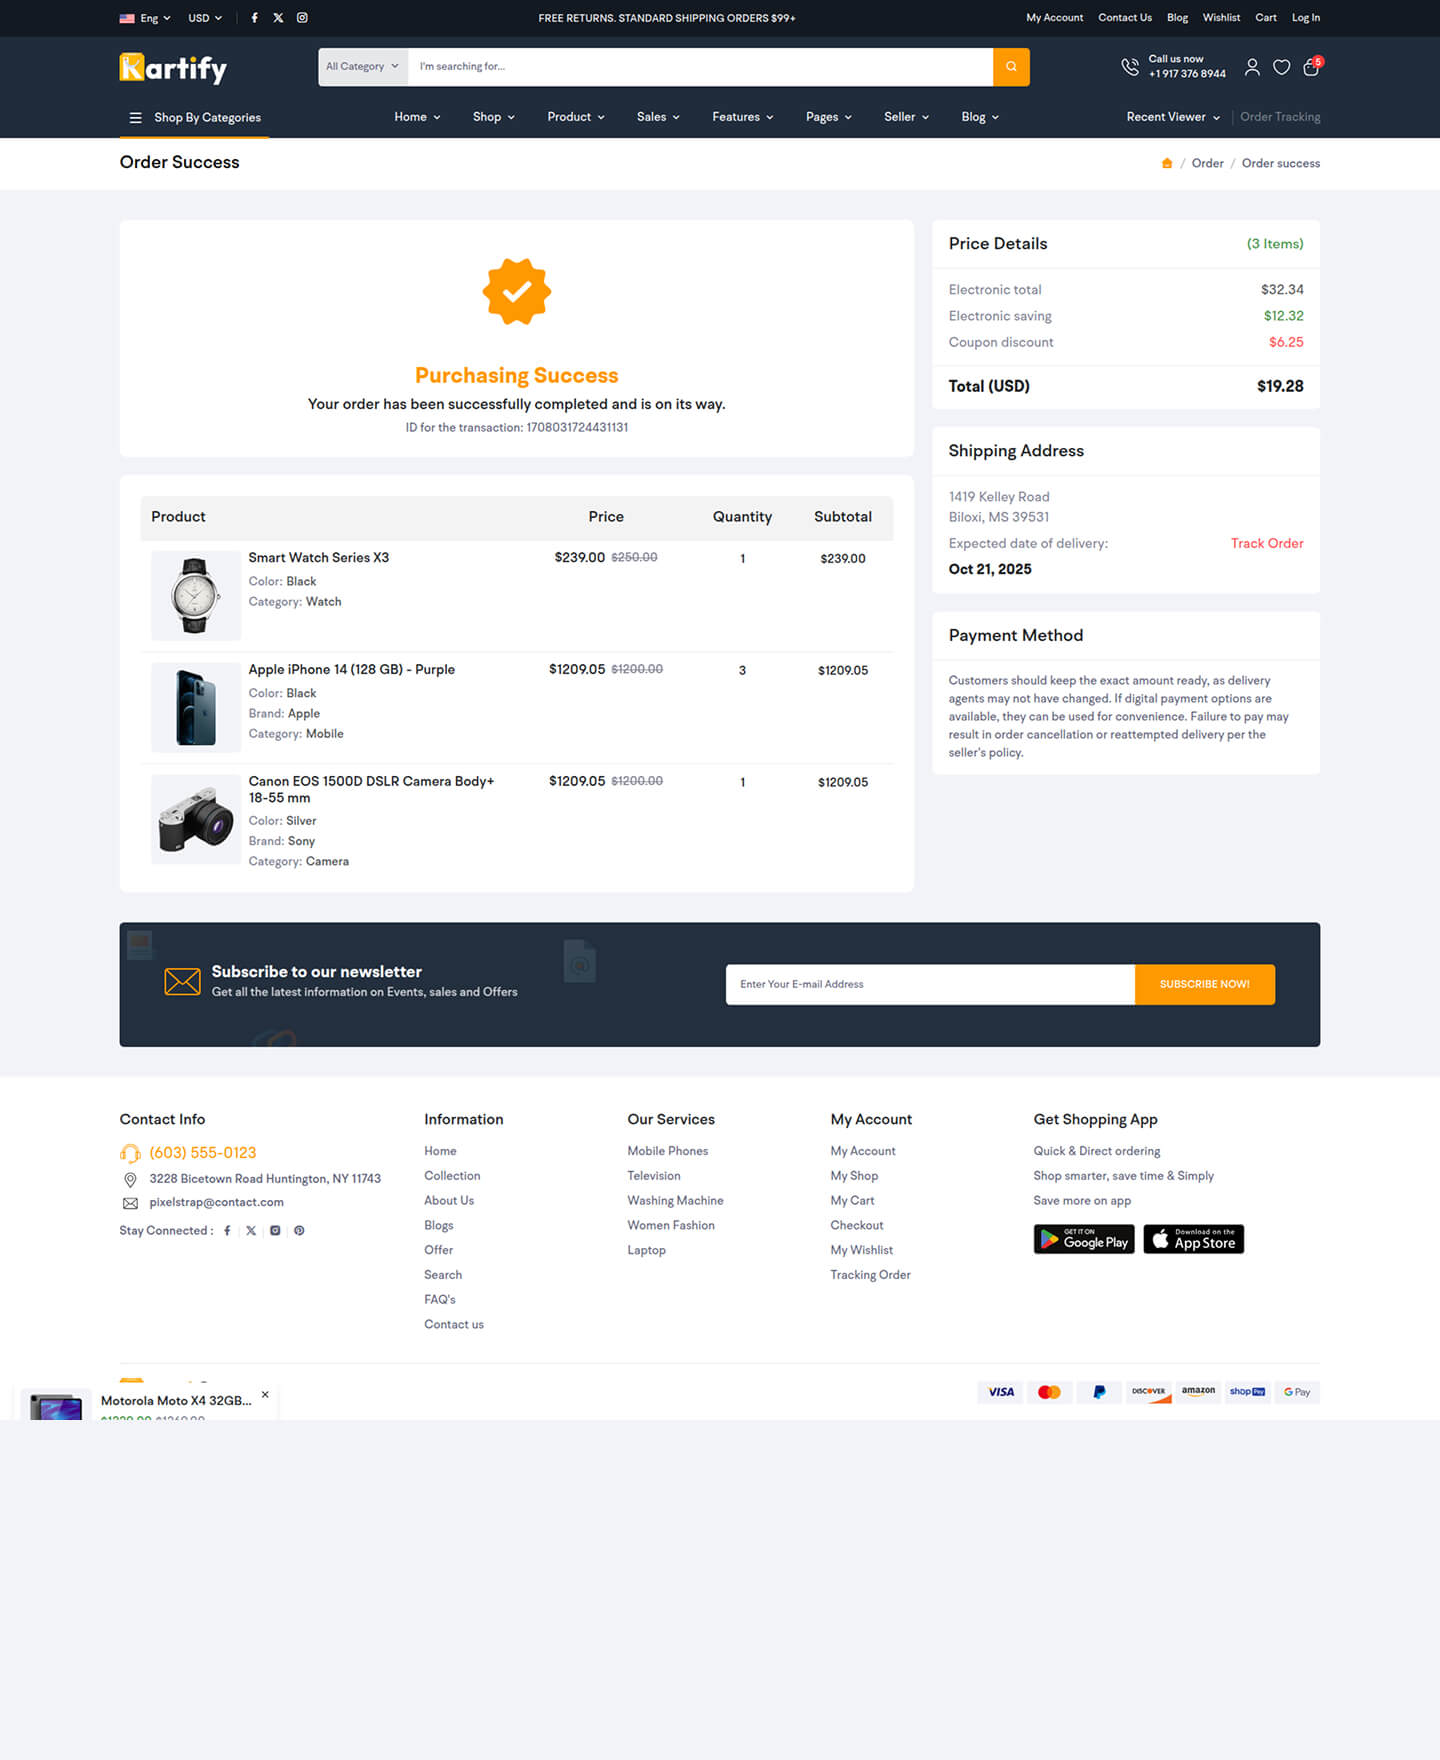 Eng USD FREE RETURNS. STANDARD SHIPPING ORDERS $99+ My Account Contact Us Blog Wishlist Cart Log In
Kartify All Category I'm searching for... Call us now
+1 917 376 8944 5
Shop By Categories Home Shop Product Sales Features Pages Seller Blog Recent Viewer Order Tracking
Order Success / Order / Order success
Purchasing Success
Your order has been successfully completed and is on its way.
ID for the transaction: 1708031724431131
Price Details (3 Items)
Electronic total $32.34
Electronic saving $12.32
Coupon discount $6.25
Total (USD) $19.28
Shipping Address
1419 Kelley Road
Biloxi, MS 39531
Expected date of delivery: Track Order
Oct 21, 2025
Payment Method
Customers should keep the exact amount ready, as delivery
agents may not have changed. If digital payment options are
available, they can be used for convenience. Failure to pay may
result in order cancellation or reattempted delivery per the
seller's policy.
Product Price Quantity Subtotal
Smart Watch Series X3 $239.00 $250.00 1 $239.00
Color: Black
Category: Watch
Apple iPhone 14 (128 GB) - Purple $1209.05 $1200.00 3 $1209.05
Color: Black
Brand: Apple
Category: Mobile
Canon EOS 1500D DSLR Camera Body+ $1209.05 $1200.00 1 $1209.05
18-55 mm
Color: Silver
Brand: Sony
Category: Camera
Subscribe to our newsletter
Get all the latest information on Events, sales and Offers
Enter Your E-mail Address SUBSCRIBE NOW!
Contact Info
(603) 555-0123
3228 Bicetown Road Huntington, NY 11743
pixelstrap@contact.com
Stay Connected :
Information
Home
Collection
About Us
Blogs
Offer
Search
FAQ's
Contact us
Our Services
Mobile Phones
Television
Washing Machine
Women Fashion
Laptop
My Account
My Account
My Shop
My Cart
Checkout
My Wishlist
Tracking Order
Get Shopping App
Quick & Direct ordering
Shop smarter, save time & Simply
Save more on app
GET IT ON
Google Play
Download on the
App Store
Motorola Moto X4 32GB...
VISA DISCOVER amazon shop Pay G Pay